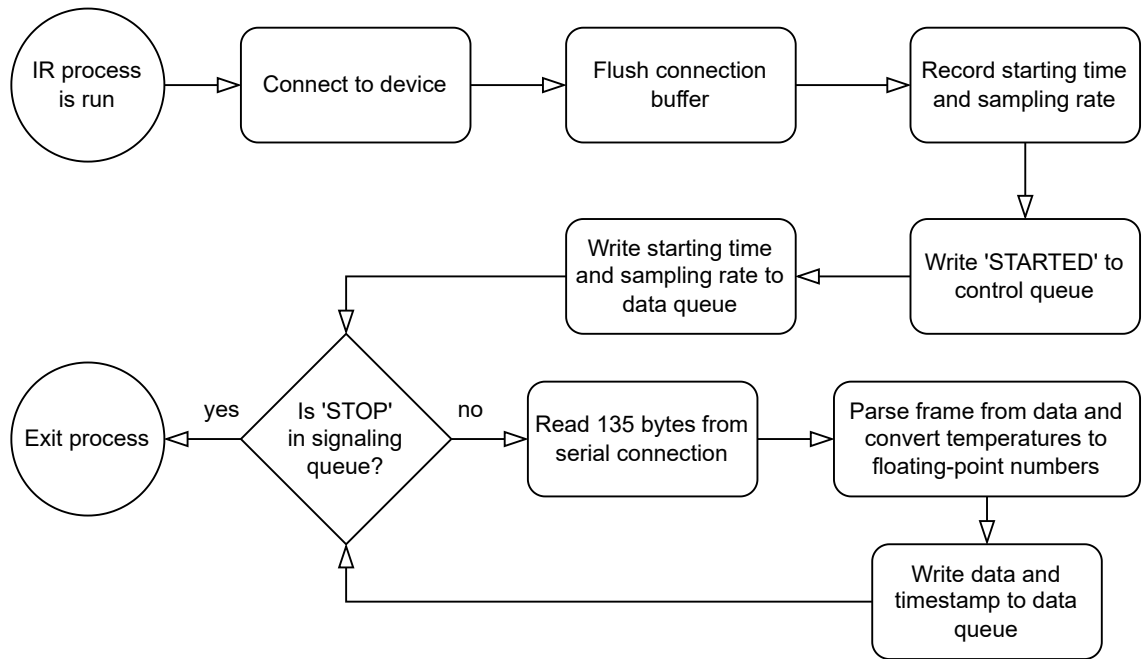 IR process
is run
Connect to device
Flush connection
buffer
Record starting time
and sampling rate
Write 'STARTED' to
control queue
Write starting time
and sampling rate to
data queue
Is 'STOP'
in signaling
queue?
yes
Exit process
no
Read 135 bytes from
serial connection
Parse frame from data and
convert temperatures to
floating-point numbers
Write data and
timestamp to data
queue